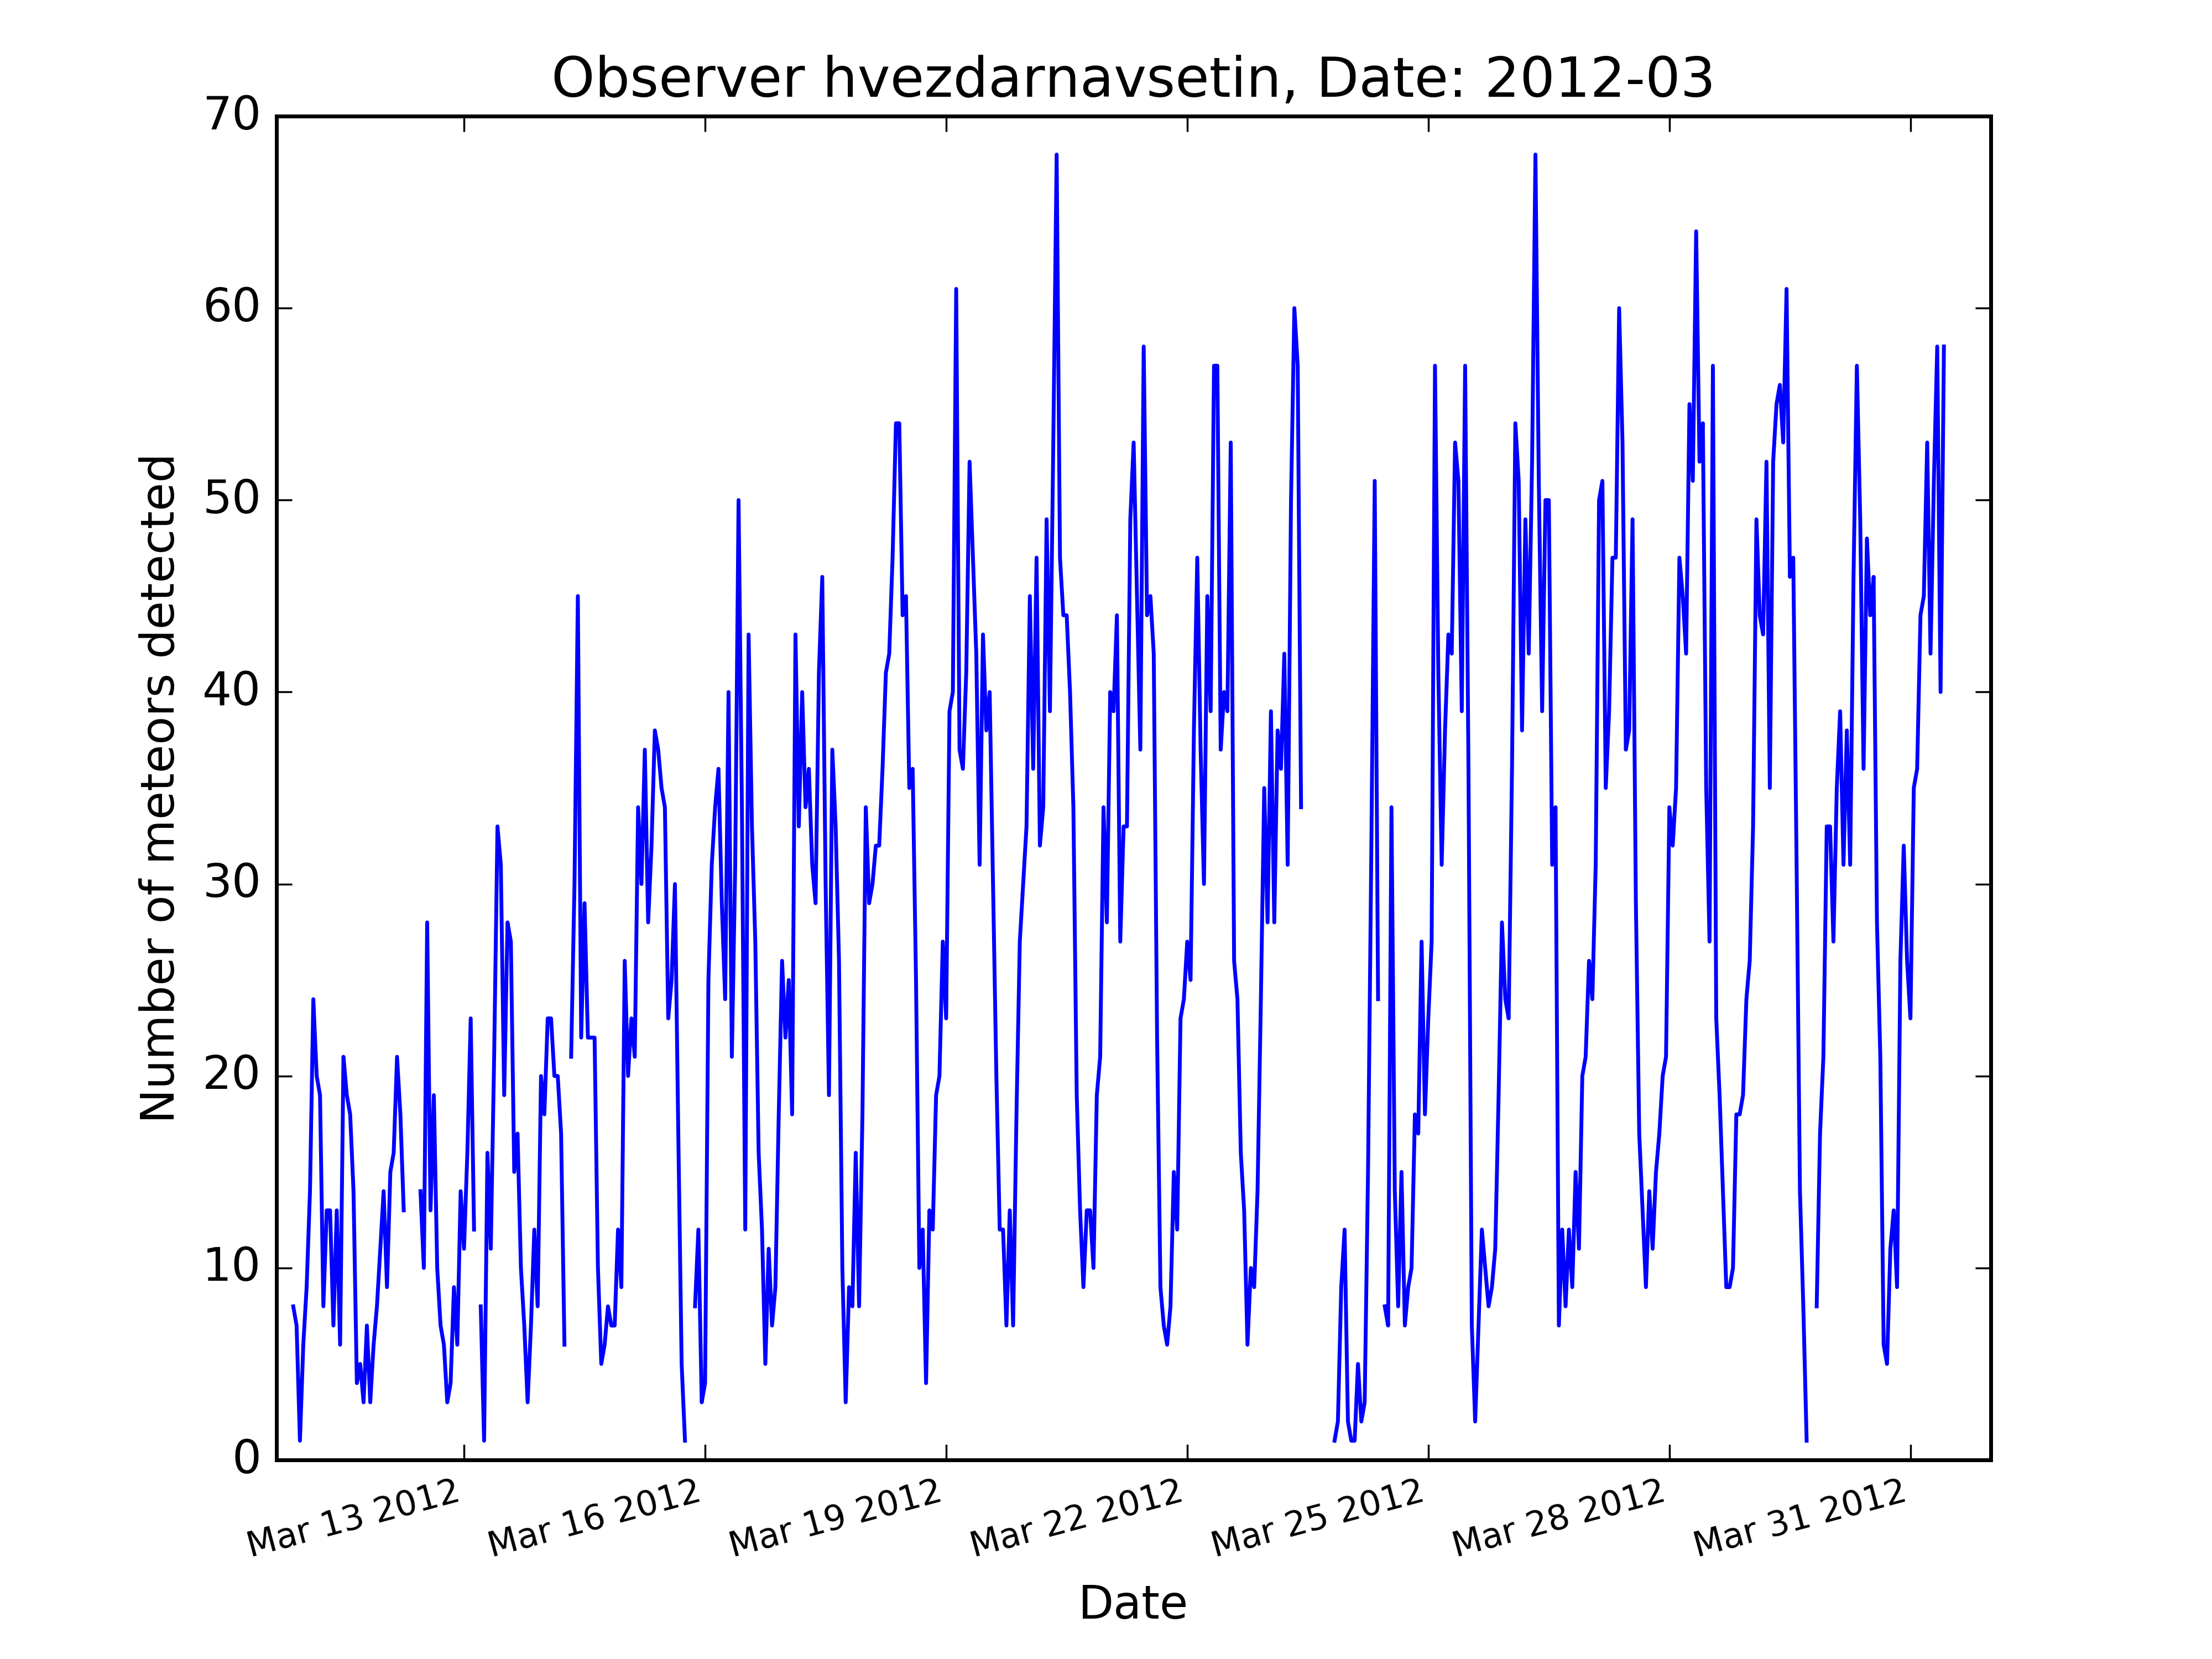 Observer hvezdarnavsetin, Date: 2012-03
70
60
50
40
30
20
10
0
Number of meteors detected
Mar 13 2012
Mar 16 2012
Mar 19 2012
Mar 22 2012
Mar 25 2012
Mar 28 2012
Mar 31 2012
Date